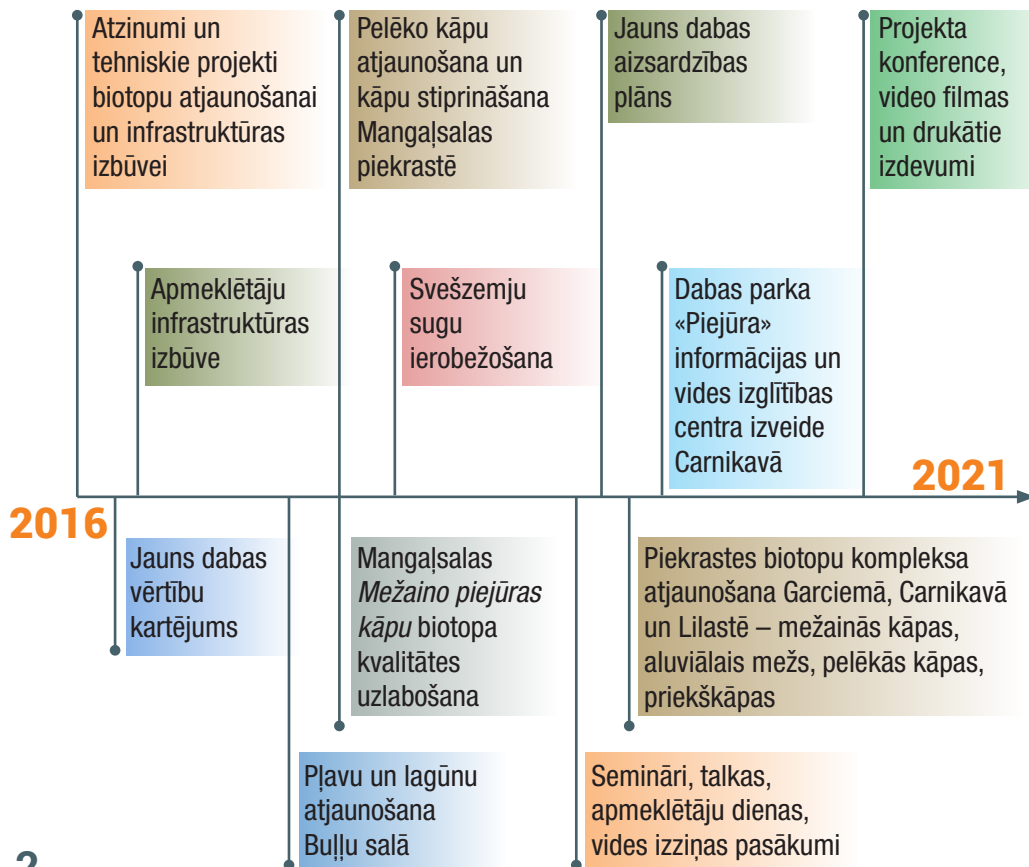 Atzinumi un
tehniskie projekti
biotopu atjaunošanai
un infrastruktūras
izbūvei
Pelēko kāpu
atjaunošana un
kāpu stiprināšana
Mangaļsalas
piekrastē
Jauns dabas
aizsardzības
plāns
Projekta
konference,
video filmas
un drukātie
izdevumi
Apmeklētāju
infrastruktūras
izbūve
Svešzemju
sugu
ierobežošana
Dabas parka
«Piejūra»
informācijas un
vides izglītības
centra izveide
Carnikavā
2021
2016
Jauns dabas
vērtību
kartējums
Mangaļsalas
Mežaino piejūras
kāpu biotopa
kvalitātes
uzlabošana
Piekrastes biotopu kompleksa
atjaunošana Garciemā, Carnikavā
un Lilastē – mežainās kāpas,
aluviālais mežs, pelēkās kāpas,
priekškāpas
Pļavu un lagūnu
atjaunošana
Buļļu salā
Semināri, talkas,
apmeklētāju dienas,
vides izziņas pasākumi
2